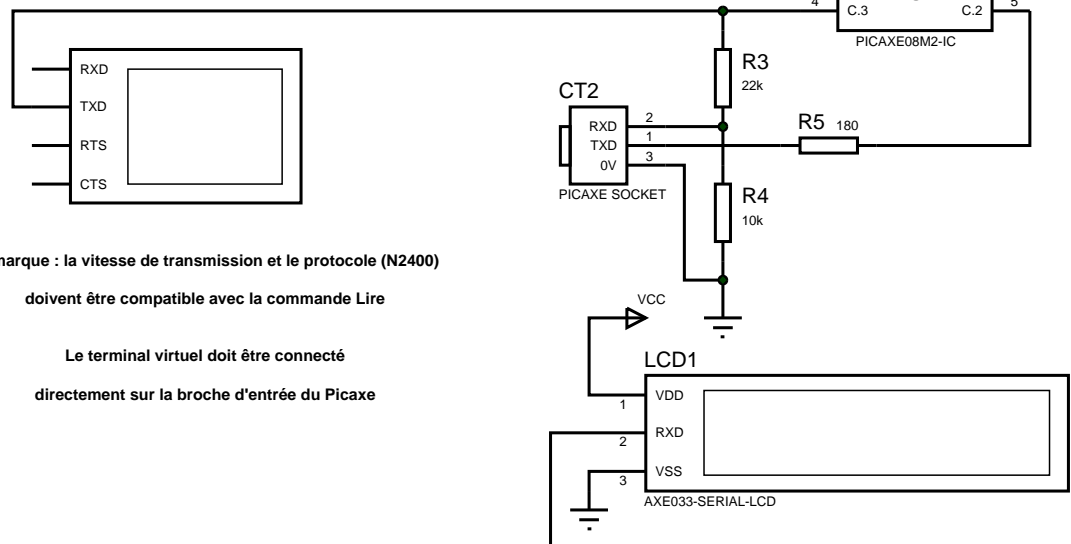 4
C.3
C.2
5
PICAXE08M2-IC
RXD
TXD
RTS
CTS
R3
22k
CT2
RXD
TXD
0V
2
1
3
PICAXE SOCKET
R5 180
R4
10k
marque : la vitesse de transmission et le protocole (N2400)
doivent être compatible avec la commande Lire
Le terminal virtuel doit être connecté
directement sur la broche d'entrée du Picaxe
VCC
LCD1
VDD
RXD
VSS
1
2
3
AXE033-SERIAL-LCD